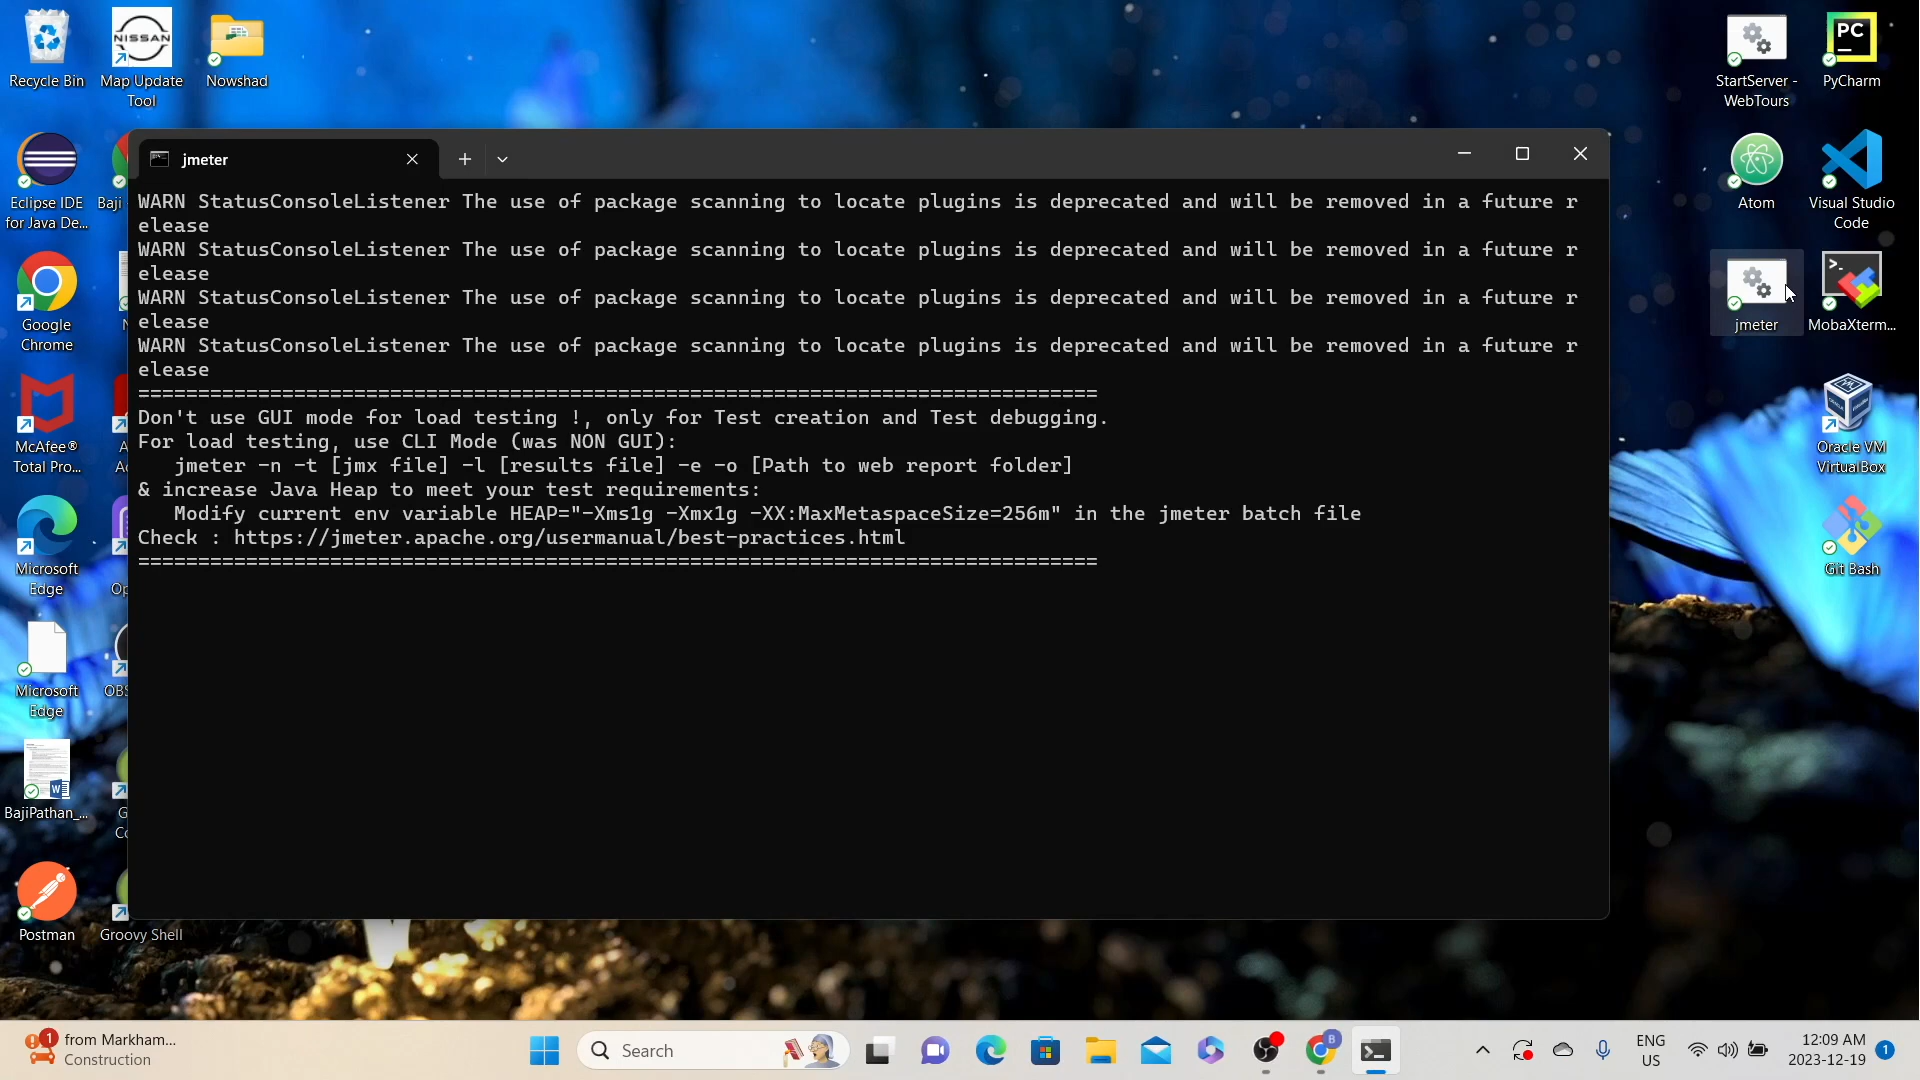 Recycle Bin
NISSAN
Map Update
Tool
Nowshad
StartServer -
WebTours
PC
PyCharm
Eclipse IDE
for Java De...
Baji
Atom
Visual Studio
Code
Google
Chrome
jmeter
MobaXterm...
McAfee®
Total Pro...
Oracle VM
VirtualBox
Microsoft
Edge
Git Bash
Microsoft
Edge
BajiPathan_...
Postman
Groovy Shell
jmeter
WARN StatusConsoleListener The use of package scanning to locate plugins is deprecated and will be removed in a future r
elease
WARN StatusConsoleListener The use of package scanning to locate plugins is deprecated and will be removed in a future r
elease
WARN StatusConsoleListener The use of package scanning to locate plugins is deprecated and will be removed in a future r
elease
WARN StatusConsoleListener The use of package scanning to locate plugins is deprecated and will be removed in a future r
elease
================================================================================
Don't use GUI mode for load testing !, only for Test creation and Test debugging.
For load testing, use CLI Mode (was NON GUI):
   jmeter -n -t [jmx file] -l [results file] -e -o [Path to web report folder]
& increase Java Heap to meet your test requirements:
   Modify current env variable HEAP="-Xms1g -Xmx1g -XX:MaxMetaspaceSize=256m" in the jmeter batch file
Check : https://jmeter.apache.org/usermanual/best-practices.html
================================================================================
1
from Markham...
Construction
Search
B
ENG
US
12:09 AM
2023-12-19
1